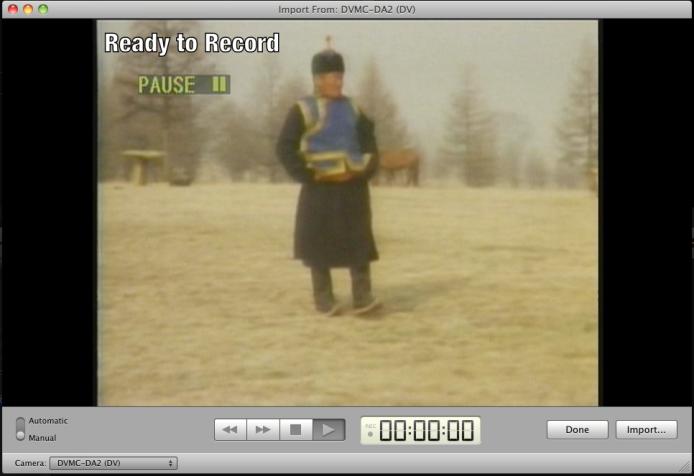 Import From: DVMC-DA2 (DV)
Ready to Record
PAUSE
Automatic
Manual
REC
00:00:00
Done
Import...
Camera: DVMC-DA2 (DV)